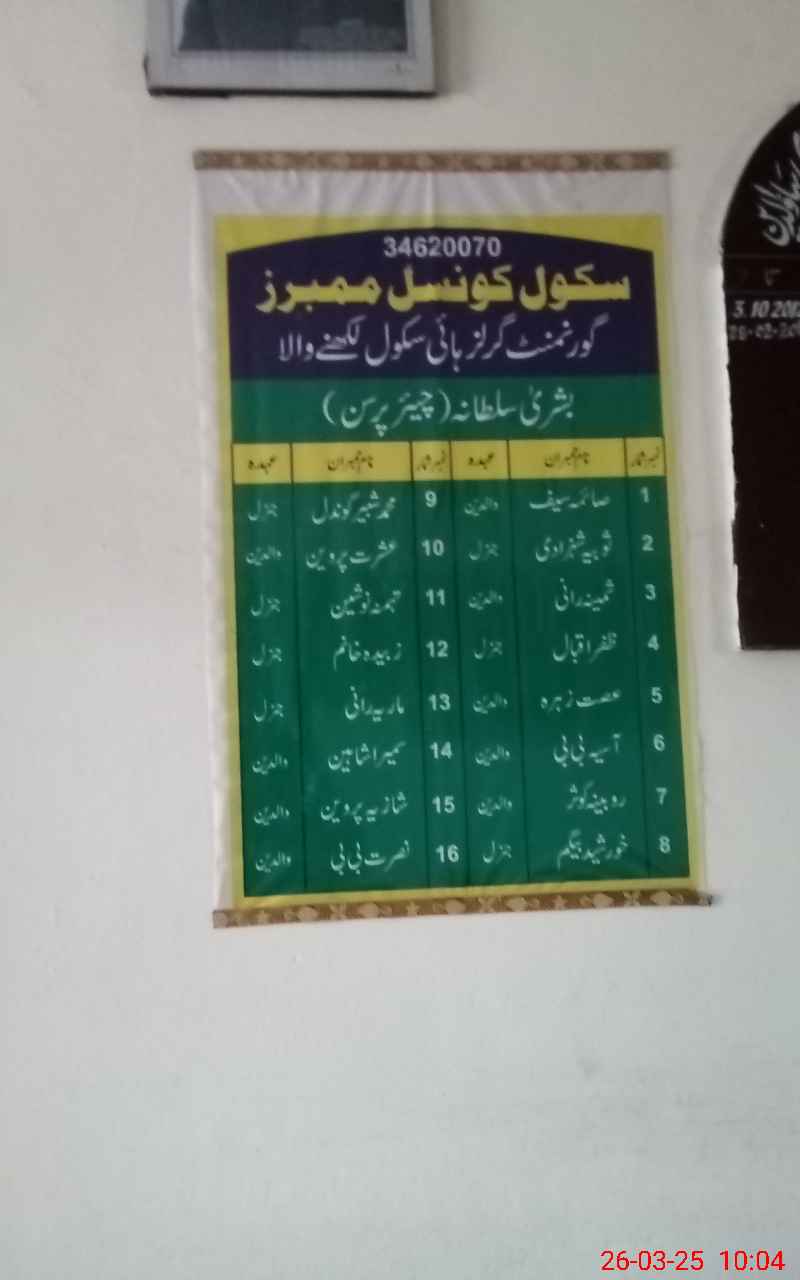 34620070
سکول کونسل ممبرز
گورنمنٹ گرلز ہائی سکول لکھنے والا
بشریٰ سلطانہ (چیئر پرسن)
نمبر شمار نام ممبران عہدہ نمبر شمار نام ممبران عہدہ
1 صائمہ سیف والدین 9 محمد شبیر گوندل جنرل
2 ثوبیہ شہزادی جنرل 10 عشرت پروین والدین
3 ثمینہ رانی والدین 11 تہمینہ نوشین جنرل
4 ظفر اقبال جنرل 12 زبیدہ خانم جنرل
5 عصمت زہرہ والدین 13 ماریہ رانی جنرل
6 آسیہ بی بی والدین 14 سمیرا شاہین والدین
7 روبینہ کوثر والدین 15 شازیہ پروین والدین
8 خورشید بیگم جنرل 16 نصرت بی بی والدین
تا
3.10.2012
26-03-25 10:04